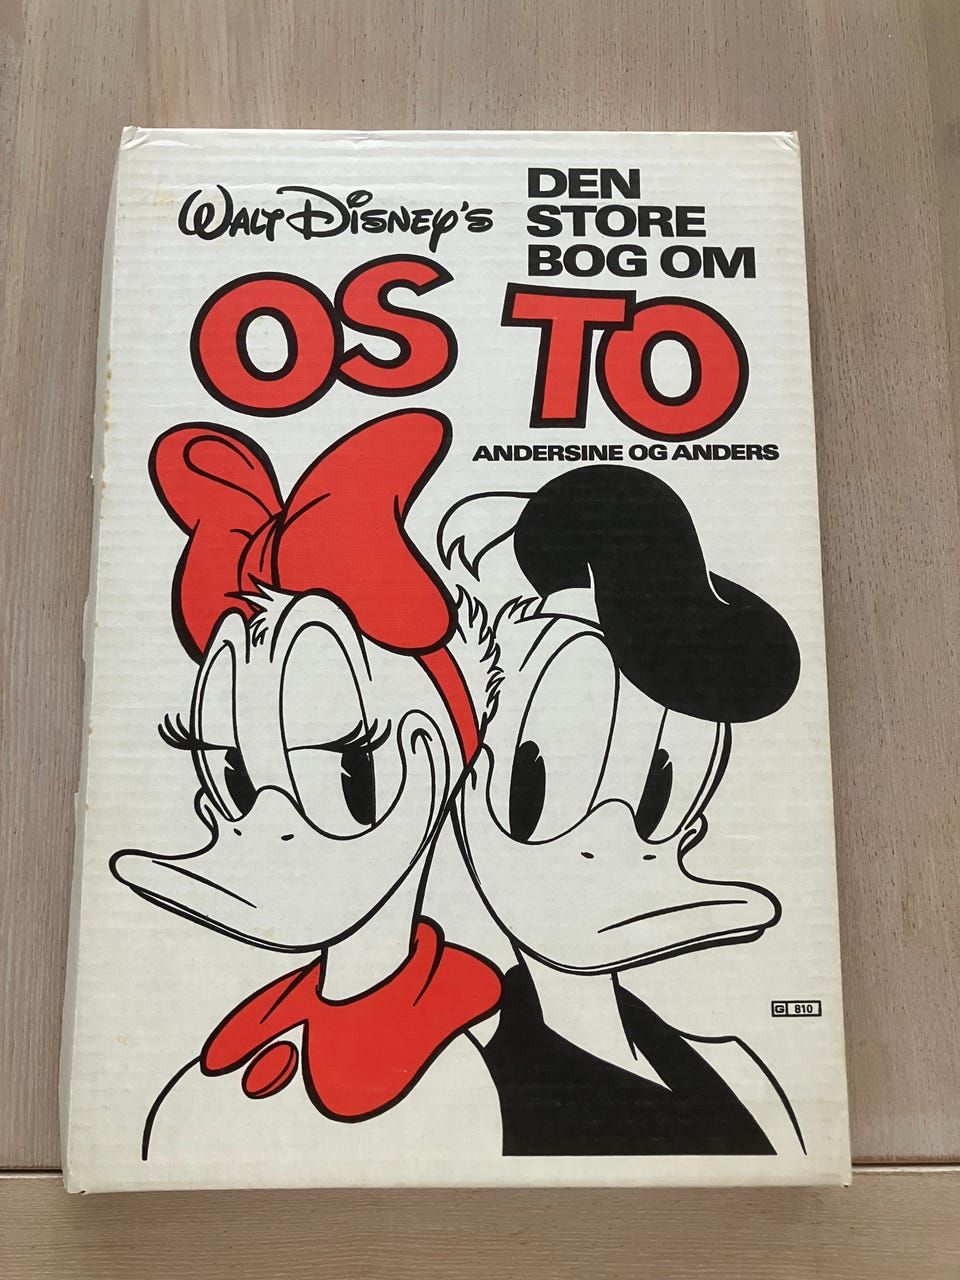 WALT DISNEY'S
DEN
STORE
BOG OM
OS TO
ANDERSINE OG ANDERS
G 810